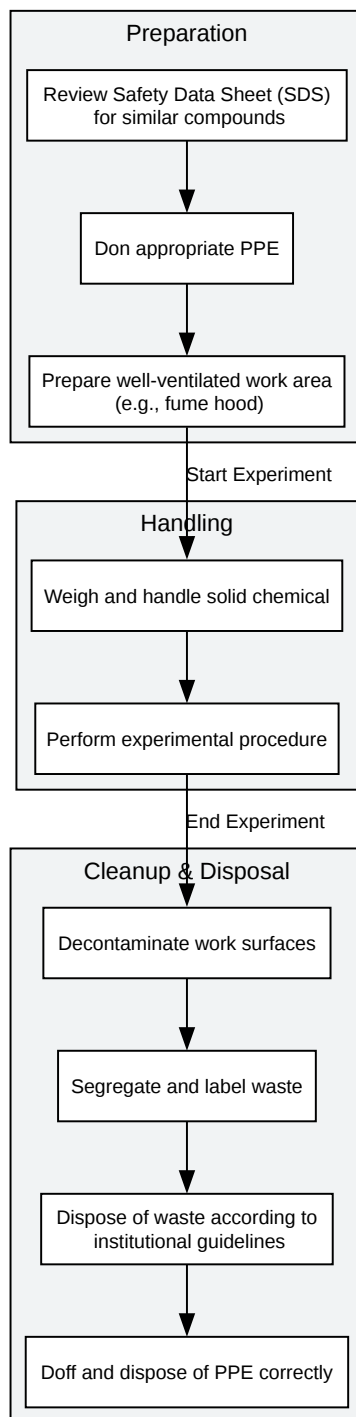 Preparation
Review Safety Data Sheet (SDS)
for similar compounds
Don appropriate PPE
Prepare well-ventilated work area
(e.g., fume hood)
Start Experiment
Handling
Weigh and handle solid chemical
Perform experimental procedure
End Experiment
Cleanup & Disposal
Decontaminate work surfaces
Segregate and label waste
Dispose of waste according to
institutional guidelines
Doff and dispose of PPE correctly